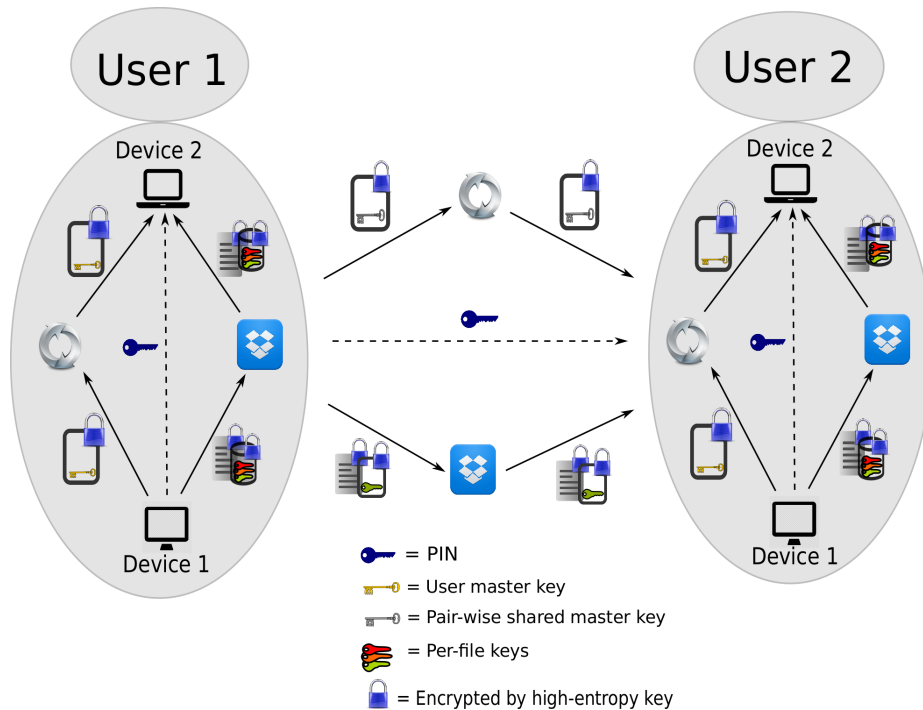 User 1
User 2
Device 2
Device 2
Device 1
Device 1
= PIN
= User master key
= Pair-wise shared master key
= Per-file keys
= Encrypted by high-entropy key